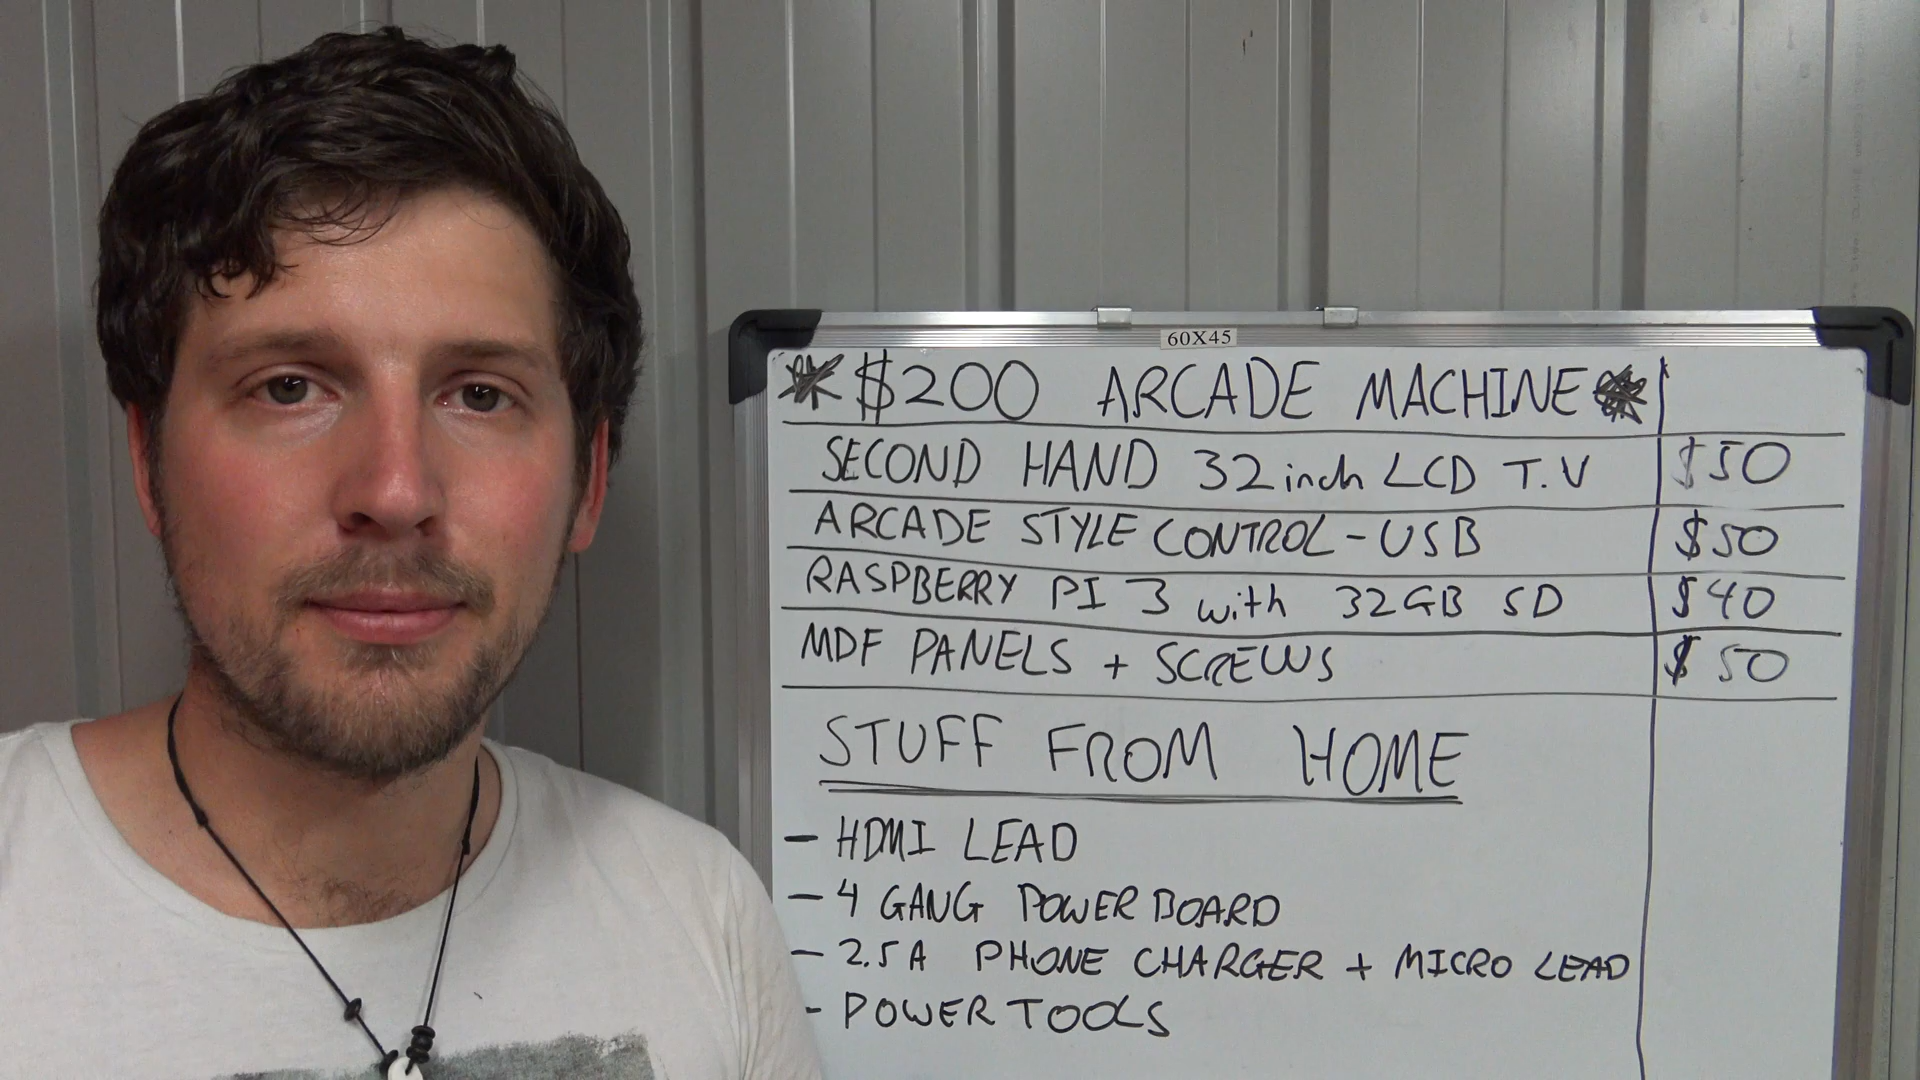 60X45
$200 ARCADE MACHINE
SECOND HAND 32inch LCD T.V $50
ARCADE STYLE CONTROL - USB $50
RASPBERRY PI 3 with 32GB SD $40
MDF PANELS + SCREWS $50
STUFF FROM HOME
- HDMI LEAD
- 4 GANG POWER BOARD
- 2.5A PHONE CHARGER + MICRO LEAD
- POWER TOOLS